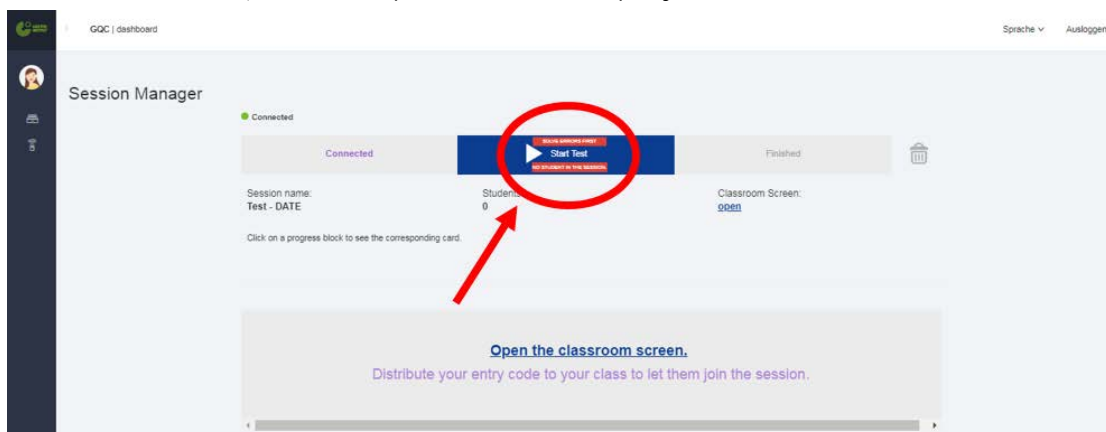 GQC | dashboard
Sprache
Ausloggen
Session Manager
Connected
Connected
SOLVE ERRORS FIRST
Start Test
NO STUDENT IN THE SESSION
Finished
Session name:
Test - DATE
0
Classroom Screen:
open
Click on a progress block to see the corresponding card.
Open the classroom screen.
Distribute your entry code to your class to let them join the session.